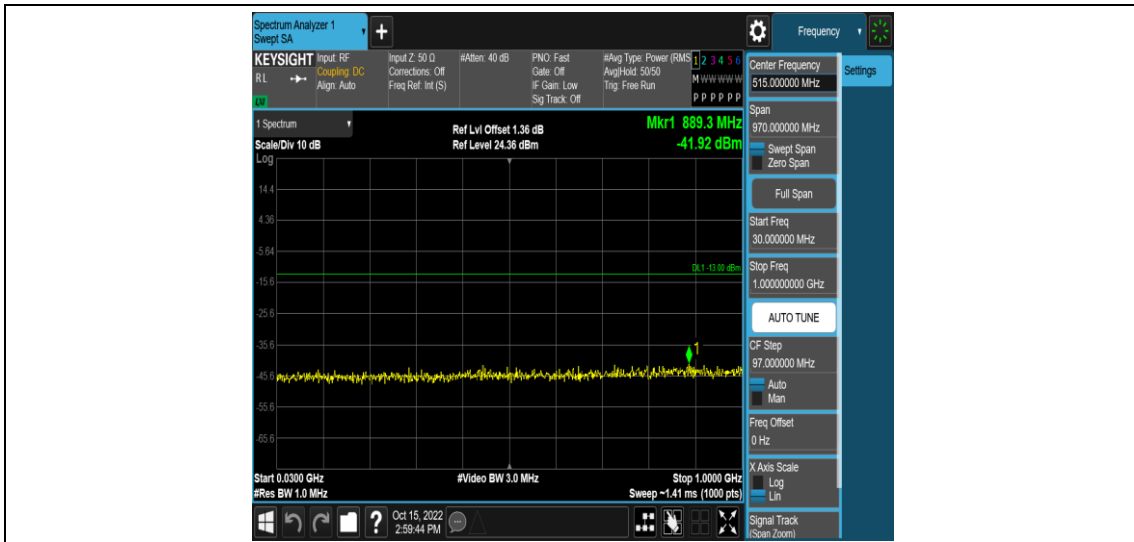 Spectrum Analyzer 1
Swept SA
+
Frequency
KEYSIGHT
RL
LXI
Input: RF
Coupling: DC
Align: Auto
Input Z: 50 Ω
Corrections: Off
Freq Ref: Int (S)
#Atten: 40 dB
PNO: Fast
Gate: Off
IF Gain: Low
Sig Track: Off
#Avg Type: Power (RMS
Avg|Hold: 50/50
Trig: Free Run
1 2 3 4 5 6
M W W W W W
P P P P P P
1 Spectrum
Scale/Div 10 dB
Log
Ref Lvl Offset 1.36 dB
Ref Level 24.36 dBm
Mkr1 889.3 MHz
-41.92 dBm
14.4
4.36
-5.64
DL1 -13.00 dBm
-15.6
-25.6
-35.6
1
-45.6
-55.6
-65.6
Start 0.0300 GHz
#Res BW 1.0 MHz
#Video BW 3.0 MHz
Stop 1.0000 GHz
Sweep ~1.41 ms (1000 pts)
?
Oct 15, 2022
2:59:44 PM
Center Frequency
515.000000 MHz
Settings
Span
970.000000 MHz
Swept Span
Zero Span
Full Span
Start Freq
30.000000 MHz
Stop Freq
1.000000000 GHz
AUTO TUNE
CF Step
97.000000 MHz
Auto
Man
Freq Offset
0 Hz
X Axis Scale
Log
Lin
Signal Track
(Span Zoom)